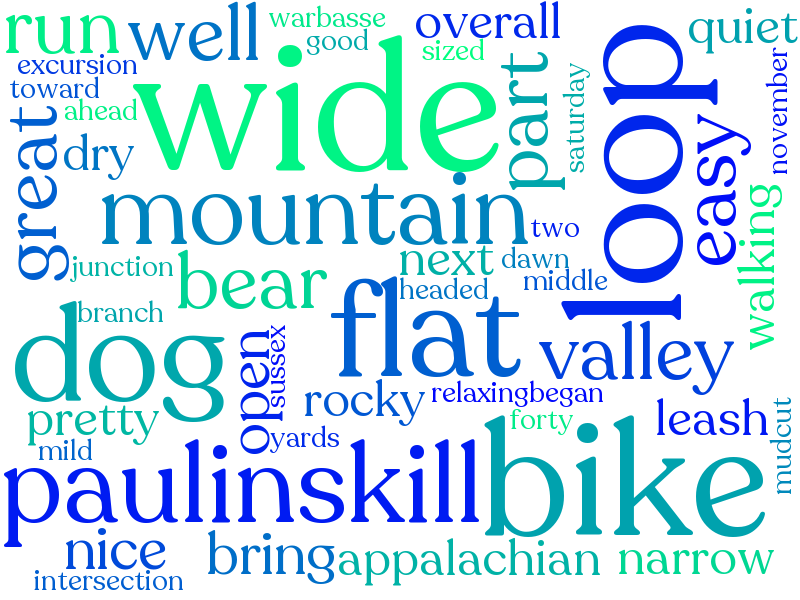 run
well
warbasse
good
overall
sized
quiet
excursion
toward
ahead
wide
part
saturday
loop
november
great
dry
easy
mountain
two
walking
junction
bear
next
dawn
headed
middle
branch
dog
flat
valley
open
sussex
rocky
relaxing
began
pretty
forty
leash
mild
yards
mudcut
paulinskill
bike
nice
bring
appalachian
narrow
intersection